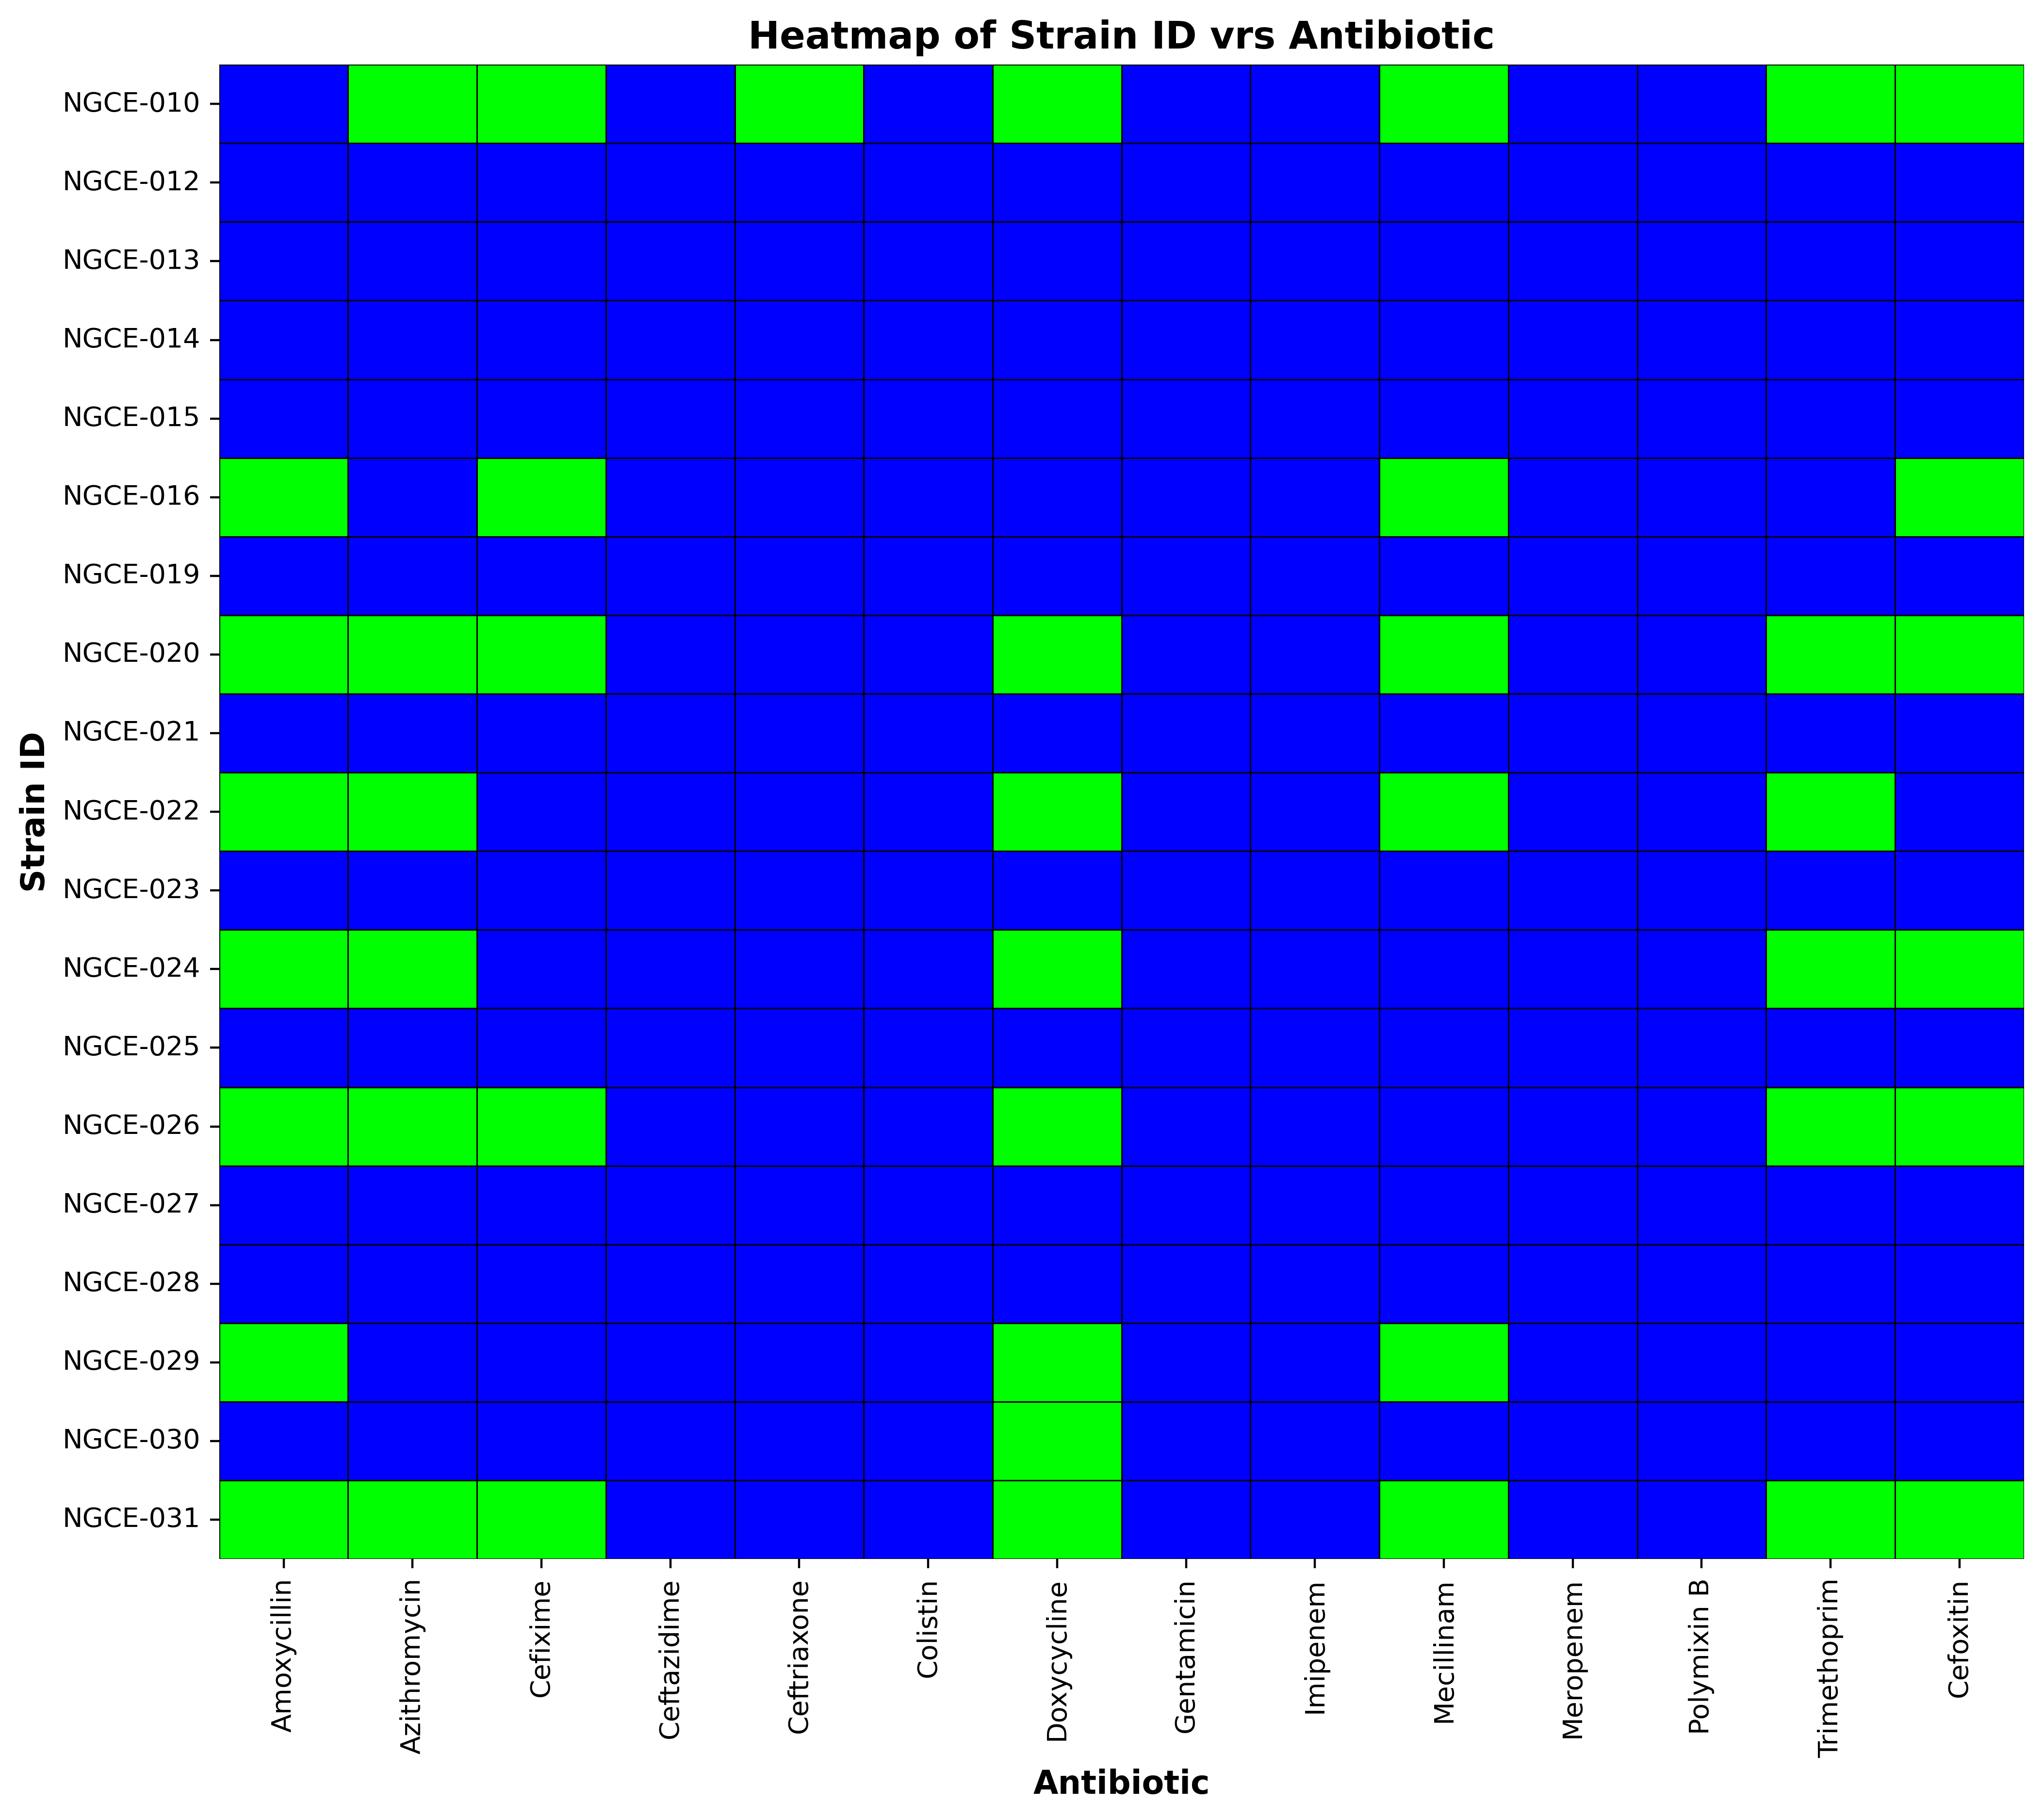 Heatmap of Strain ID vrs Antibiotic
NGCE-010
NGCE-012
NGCE-013
NGCE-014
NGCE-015
NGCE-016
NGCE-019
NGCE-020
NGCE-021
NGCE-022
NGCE-023
NGCE-024
NGCE-025
NGCE-026
NGCE-027
NGCE-028
NGCE-029
NGCE-030
NGCE-031
Strain ID
Amoxycillin
Azithromycin
Cefixime
Ceftazidime
Ceftriaxone
Colistin
Doxycycline
Gentamicin
Imipenem
Mecillinam
Meropenem
Polymixin B
Trimethoprim
Cefoxitin
Antibiotic